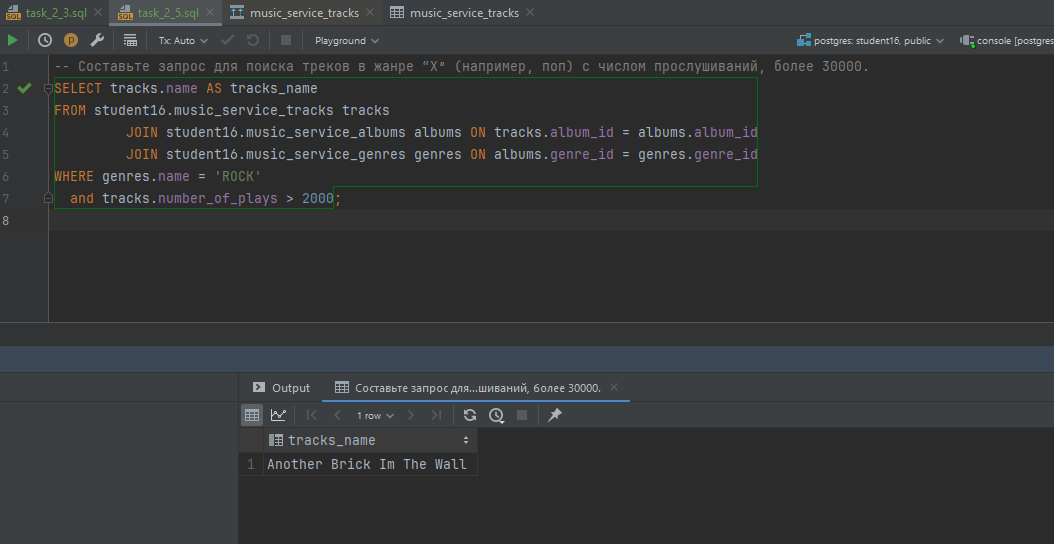 task_2_3.sql
task_2_5.sql
music_service_tracks
music_service_tracks
Tx: Auto
Playground
postgres: student16, public
console [postgres
1 -- Составьте запрос для поиска треков в жанре “X” (например, поп) с числом прослушиваний, более 30000.
2 SELECT tracks.name AS tracks_name
3 FROM student16.music_service_tracks tracks
4 JOIN student16.music_service_albums albums ON tracks.album_id = albums.album_id
5 JOIN student16.music_service_genres genres ON albums.genre_id = genres.genre_id
6 WHERE genres.name = 'ROCK'
7 and tracks.number_of_plays > 2000;
8
Output
Составьте запрос для...шиваний, более 30000.
1 row
tracks_name
1 Another Brick Im The Wall